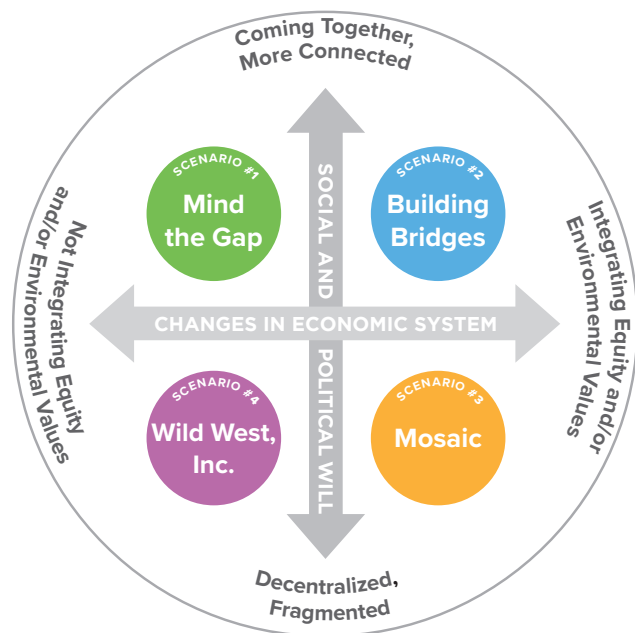 Coming Together,
More Connected
SCENARIO #1
Mind
the Gap
SCENARIO #2
Building
Bridges
Not Integrating Equity
and/or Environmental Values
SOCIAL AND
POLITICAL WILL
CHANGES IN ECONOMIC SYSTEM
Integrating Equity and/or
Environmental Values
SCENARIO #4
Wild West,
Inc.
SCENARIO #3
Mosaic
Decentralized,
Fragmented